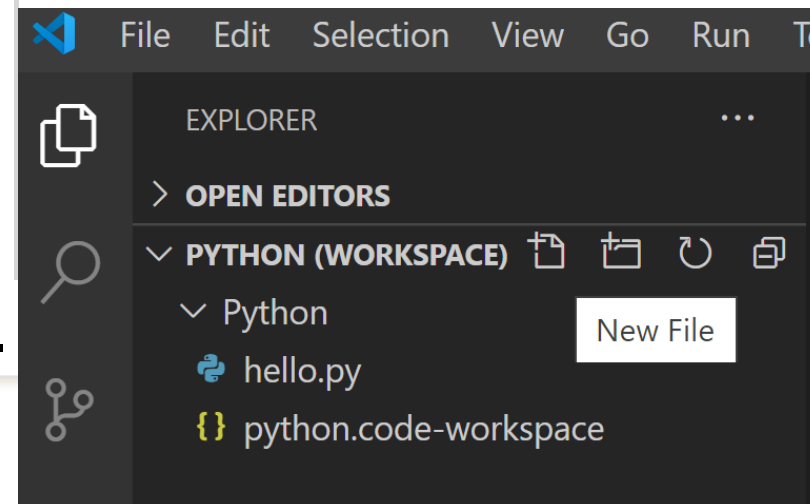 File Edit Selection View Go Run
EXPLORER
OPEN EDITORS
PYTHON (WORKSPACE)
Python
New File
hello.py
{} python.code-workspace